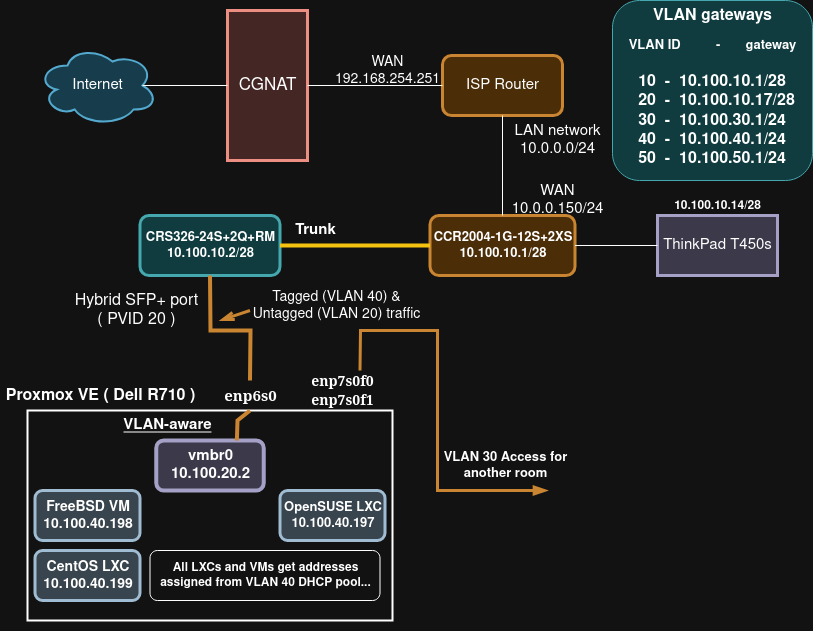 VLAN gateways
VLAN ID - gateway
10 - 10.100.10.1/28
20 - 10.100.10.17/28
30 - 10.100.30.1/24
40 - 10.100.40.1/24
50 - 10.100.50.1/24
Internet
CGNAT
WAN
192.168.254.251
ISP Router
LAN network
10.0.0.0/24
WAN
10.0.0.150/24
10.100.10.14/28
CRS326-24S+2Q+RM
10.100.10.2/28
Trunk
CCR2004-1G-12S+2XS
10.100.10.1/28
ThinkPad T450s
Hybrid SFP+ port
( PVID 20 )
Tagged (VLAN 40) &
Untagged (VLAN 20) traffic
Proxmox VE ( Dell R710 )
enp6s0
enp7s0f0
enp7s0f1
VLAN-aware
vmbr0
10.100.20.2
VLAN 30 Access for
another room
FreeBSD VM
10.100.40.198
OpenSUSE LXC
10.100.40.197
CentOS LXC
10.100.40.199
All LXCs and VMs get addresses
assigned from VLAN 40 DHCP pool...